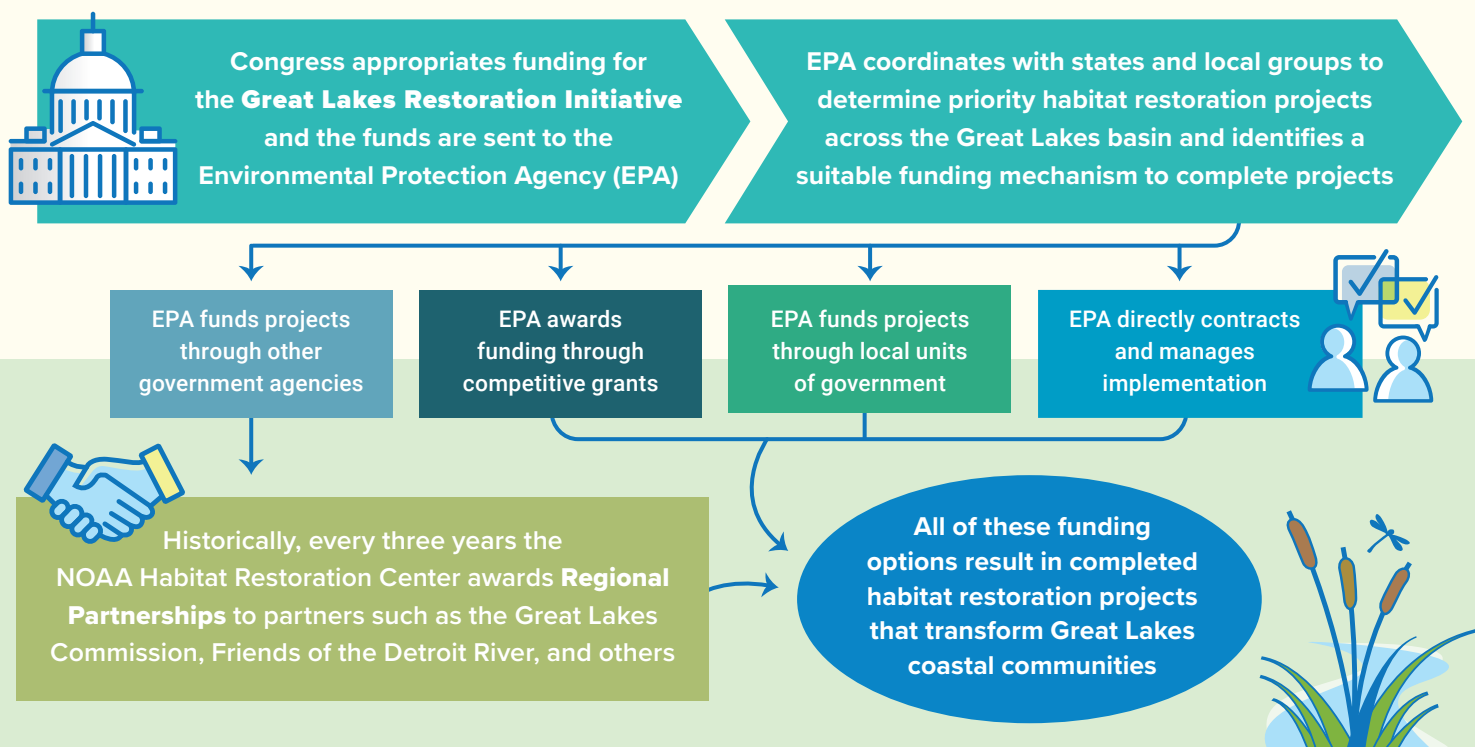 Congress appropriates funding for
the Great Lakes Restoration Initiative
and the funds are sent to the
Environmental Protection Agency (EPA)
EPA coordinates with states and local groups to
determine priority habitat restoration projects
across the Great Lakes basin and identifies a
suitable funding mechanism to complete projects
EPA funds projects
through other
government agencies
EPA awards
funding through
competitive grants
EPA funds projects
through local units
of government
EPA directly contracts
and manages
implementation
Historically, every three years the
NOAA Habitat Restoration Center awards Regional
Partnerships to partners such as the Great Lakes
Commission, Friends of the Detroit River, and others
All of these funding
options result in completed
habitat restoration projects
that transform Great Lakes
coastal communities